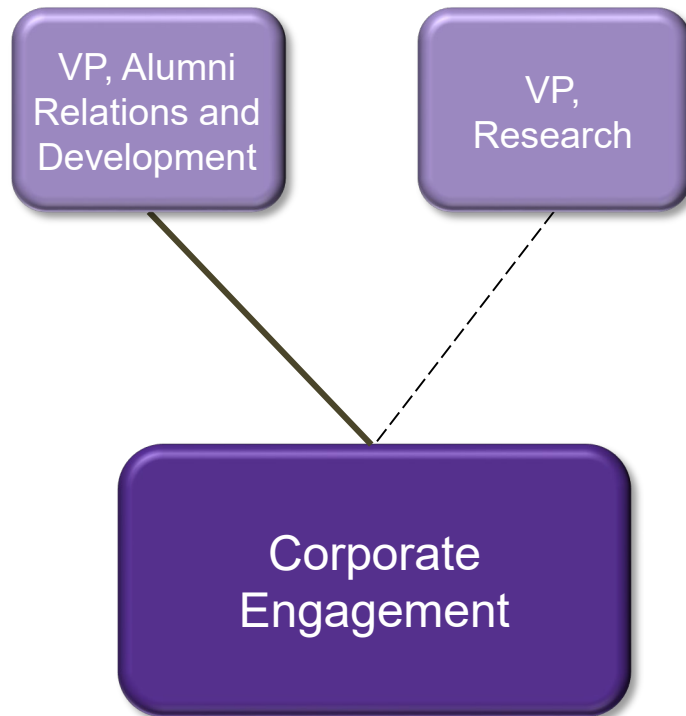 VP, Alumni
Relations and
Development
VP,
Research
Corporate
Engagement